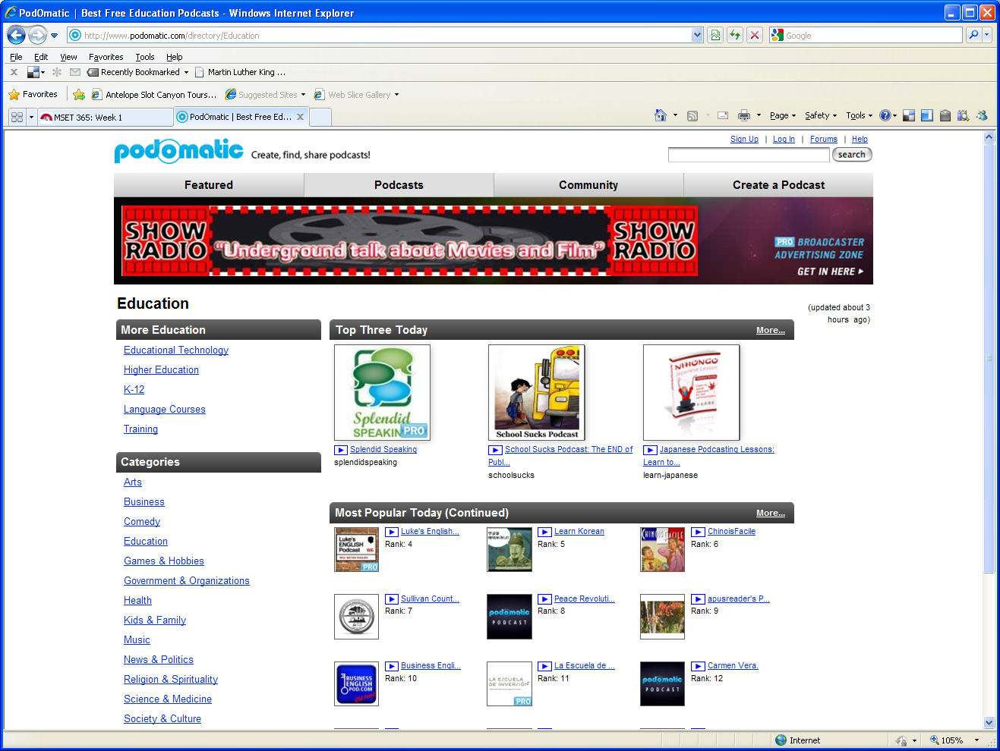 PodOmatic | Best Free Education Podcasts - Windows Internet Explorer
http://www.podomatic.com/directory/Education
Google
File Edit View Favorites Tools Help
Recently Bookmarked Martin Luther King ...
Favorites Antelope Slot Canyon Tours... Suggested Sites Web Slice Gallery
MSET 365: Week 1 PodOmatic | Best Free Ed... Page Safety Tools
Sign Up | Log In | Forums | Help
podomatic Create, find, share podcasts!
search
Featured Podcasts Community Create a Podcast
SHOW RADIO "Underground talk about Movies and Film" SHOW RADIO
PRO BROADCASTER
ADVERTISING ZONE
GET IN HERE
Education
(updated about 3
hours ago)
More Education
Educational Technology
Higher Education
K-12
Language Courses
Training
Categories
Arts
Business
Comedy
Education
Games & Hobbies
Government & Organizations
Health
Kids & Family
Music
News & Politics
Religion & Spirituality
Science & Medicine
Society & Culture
Top Three Today More...
Splendid
SPEAKIN PRO
Splendid Speaking
splendidspeaking
School Sucks Podcast
School Sucks Podcast: The END of
Publ...
schoolsucks
NIHONGO
Japanese Lesson
Japanese Podcasting Lessons:
Learn to...
learn-japanese
Most Popular Today (Continued) More...
Luke's
ENGLISH
Podcast
PRO
Luke's English...
Rank: 4
Learn Korean
Rank: 5
CHINOIS FACILE
ChinoisFacile
Rank: 6
Sullivan Count...
Rank: 7
podomatic
PODCAST
Peace Revoluti...
Rank: 8
apusreader's P...
Rank: 9
BUSINESS
ENGLISH
POD.COM
Business Engli...
Rank: 10
LA ESCUELA
DE INVERSIÓN
PRO
La Escuela de ...
Rank: 11
podomatic
PODCAST
Carmen Vera.
Rank: 12
Internet 105%